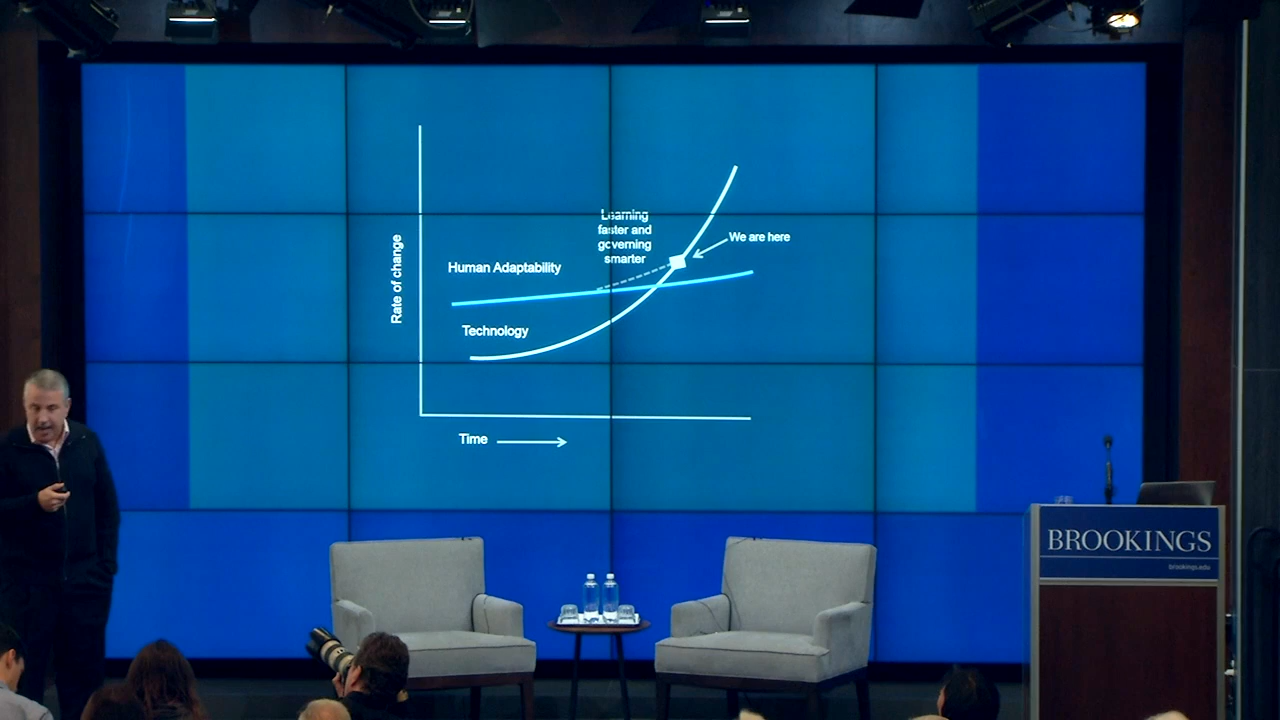 Learning
faster and
governing
smarter
We are here
Human Adaptability
Rate of change
Technology
Time
BROOKINGS
brookings.edu